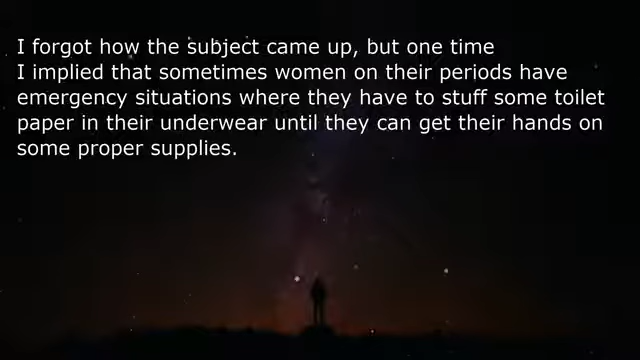 I forgot how the subject came up, but one time
I implied that sometimes women on their periods have
emergency situations where they have to stuff some toilet
paper in their underwear until they can get their hands on
some proper supplies.